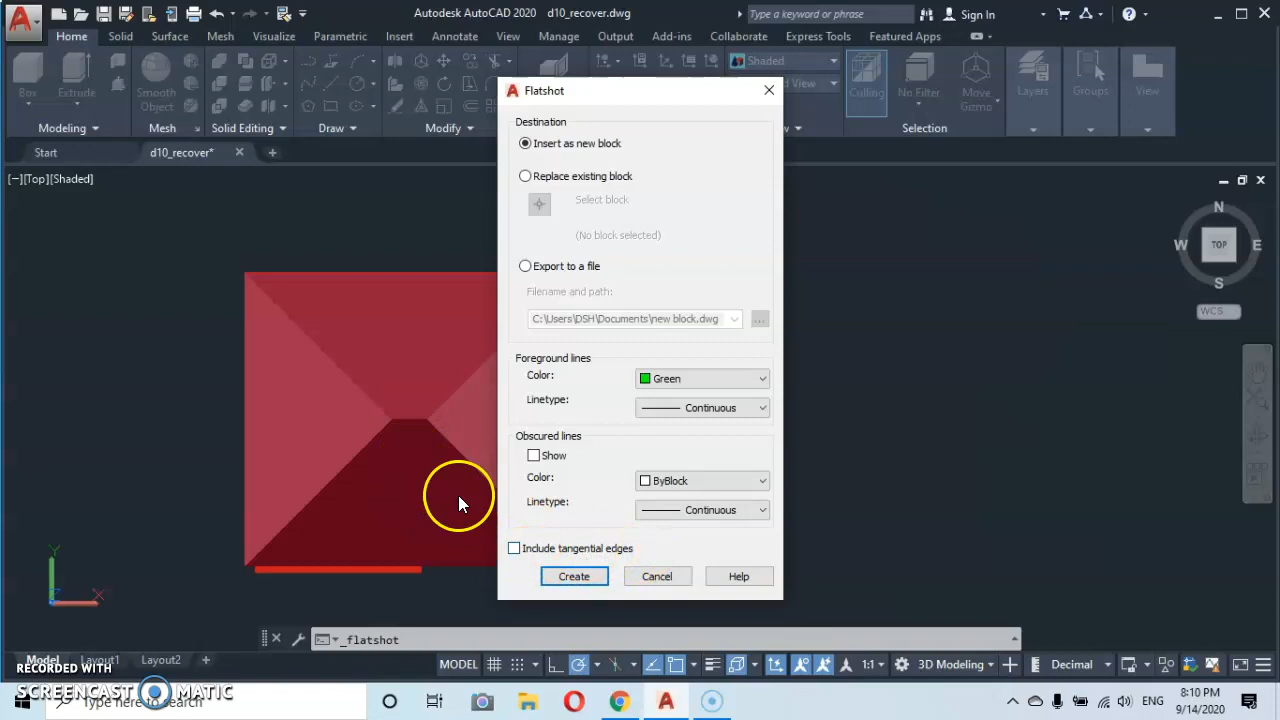 Autodesk AutoCAD 2020 d10_recover.dwg
Type a keyword or phrase
Sign In
Home Solid Surface Mesh Visualize Parametric Insert Annotate View Manage Output Add-ins Collaborate Express Tools Featured Apps
Shaded
Box
Extrude
Smooth
Object
Culling
No Filter
Move
Gizmo
Layers
Groups
View
Modeling
Mesh
Solid Editing
Draw
Modify
Selection
Start
d10_recover*
[−][Top][Shaded]
Flatshot
Destination
Insert as new block
Replace existing block
Select block
(No block selected)
Export to a file
Filename and path:
C:\Users\DSH\Documents\new block.dwg
...
Foreground lines
Color:
Green
Linetype:
Continuous
Obscured lines
Show
Color:
ByBlock
Linetype:
Continuous
Include tangential edges
Create
Cancel
Help
N
W
TOP
E
S
WCS
Y
X
_flatshot
Model Layout1 Layout2
RECORDED WITH
SCREENCAST MATIC
MODEL
1:1
3D Modeling
Decimal
Type here to search
ENG
8:10 PM
9/14/2020